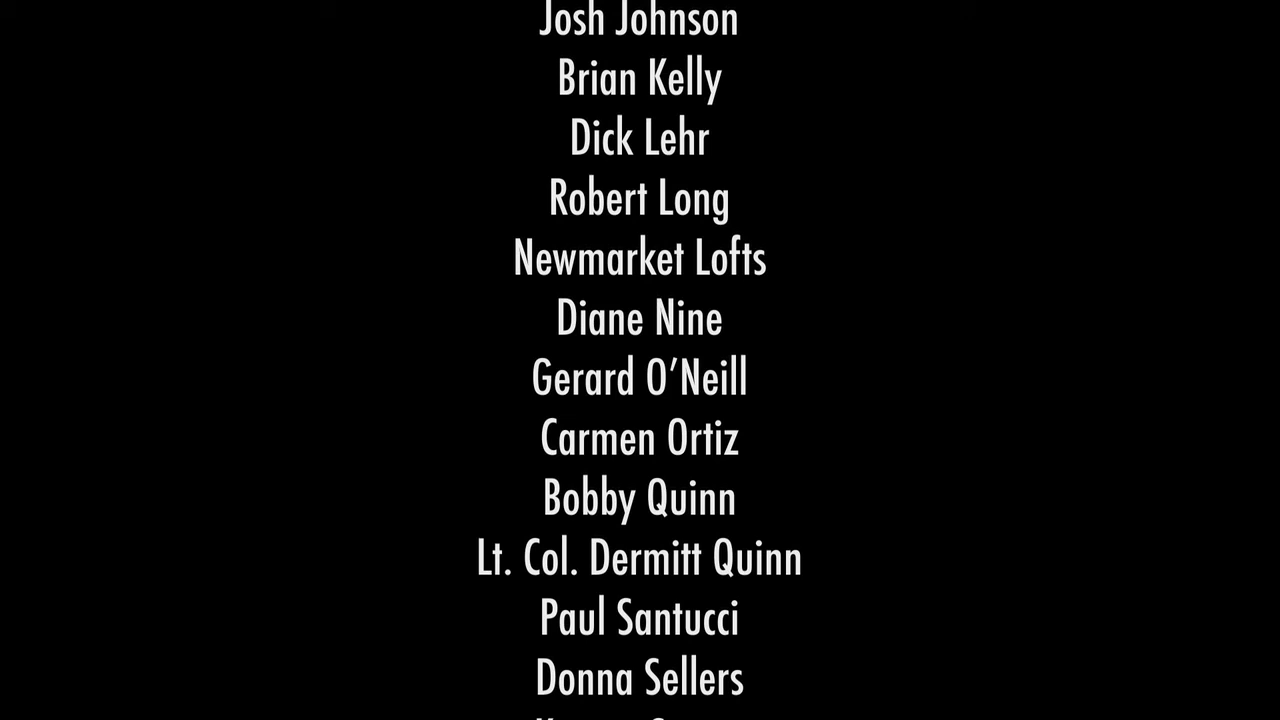 Josh Johnson
Brian Kelly
Dick Lehr
Robert Long
Newmarket Lofts
Diane Nine
Gerard O’Neill
Carmen Ortiz
Bobby Quinn
Lt. Col. Dermitt Quinn
Paul Santucci
Donna Sellers